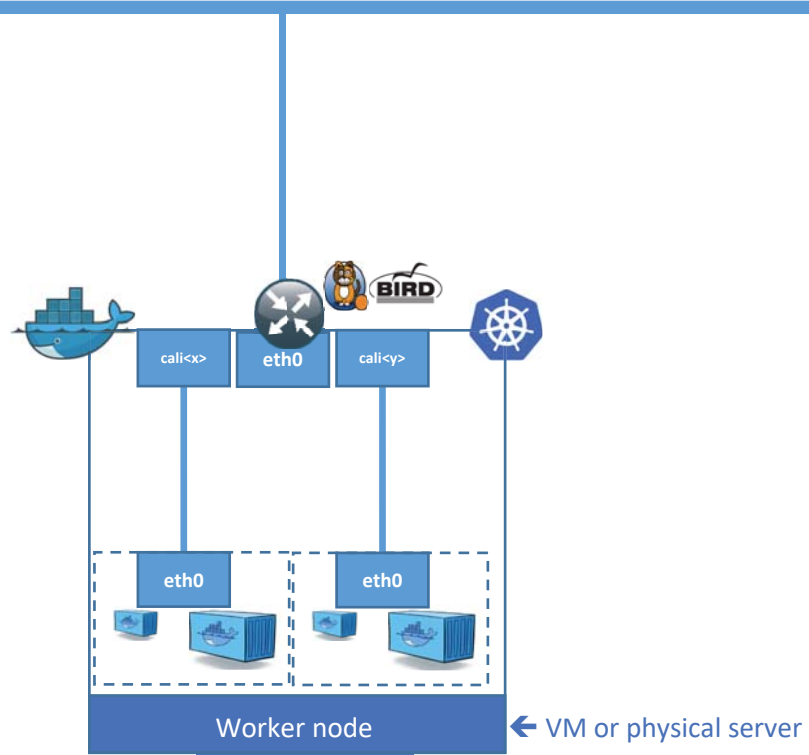 BIRD
cali<x>
eth0
cali<y>
eth0
eth0
Worker node
🡸 VM or physical server